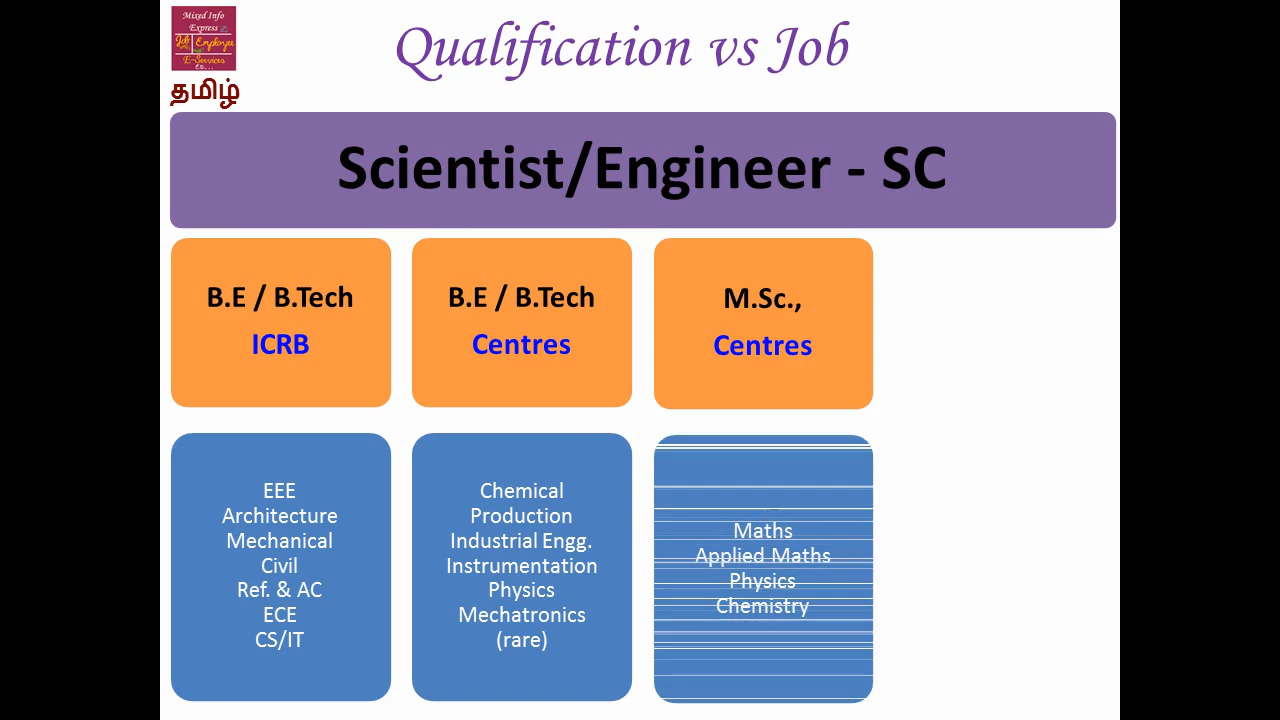 Mixed Info
Express
Job
Employee
E-Services
தமிழ்
Qualification vs Job
Scientist/Engineer - SC
B.E / B.Tech
ICRB
B.E / B.Tech
Centres
M.Sc.,
Centres
EEE
Architecture
Mechanical
Civil
Ref. & AC
ECE
CS/IT
Chemical
Production
Industrial Engg.
Instrumentation
Physics
Mechatronics
(rare)
Maths
Applied Maths
Physics
Chemistry